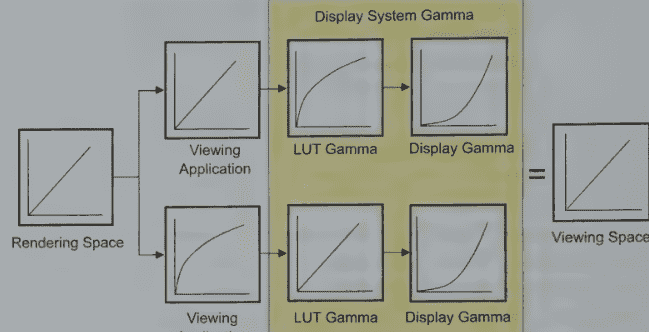 Display System Gamma
Viewing
Application
LUT Gamma
Display Gamma
Rendering Space
=
Viewing Space
Viewing
LUT Gamma
Display Gamma